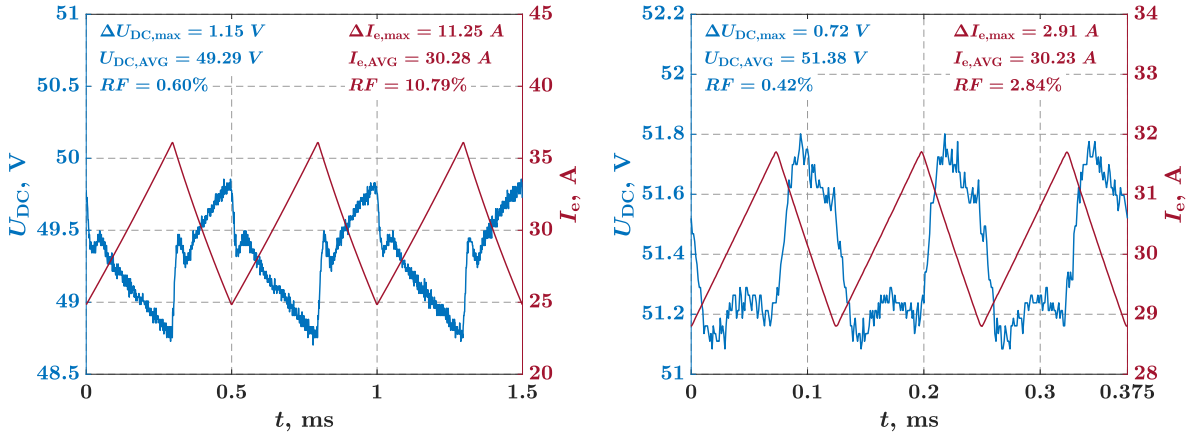 ΔU_DC,max = 1.15 V
U_DC,AVG = 49.29 V
RF = 0.60%
ΔI_e,max = 11.25 A
I_e,AVG = 30.28 A
RF = 10.79%
51
50.5
50
49.5
49
48.5
U_DC, V
45
40
35
30
25
20
I_e, A
0 0.5 1 1.5
t, ms
ΔU_DC,max = 0.72 V
U_DC,AVG = 51.38 V
RF = 0.42%
ΔI_e,max = 2.91 A
I_e,AVG = 30.23 A
RF = 2.84%
52.2
52
51.8
51.6
51.4
51.2
51
U_DC, V
34
33
32
31
30
29
28
I_e, A
0 0.1 0.2 0.3 0.375
t, ms